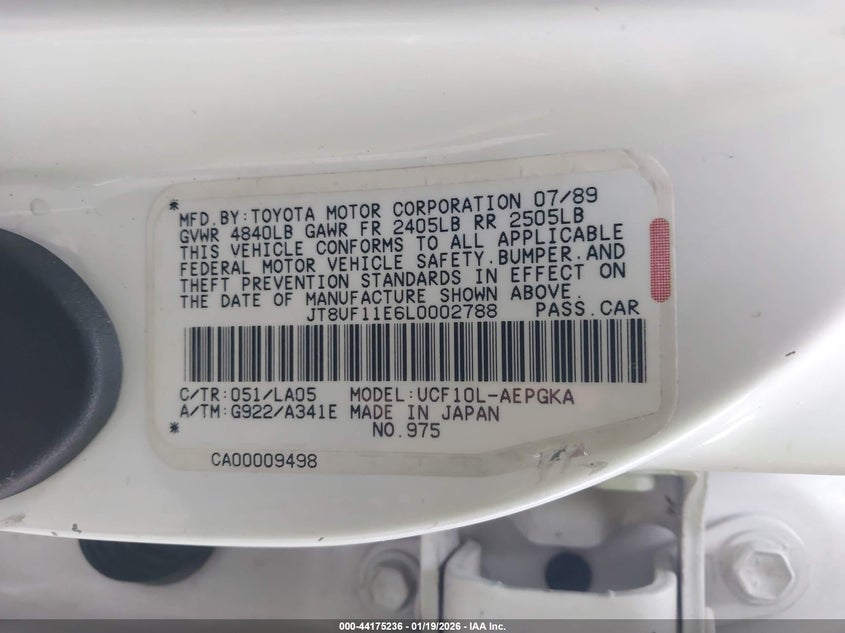 * MFD.BY:TOYOTA MOTOR CORPORATION 07/89
GVWR 4840LB GAWR FR 2405LB RR 2505LB
THIS VEHICLE CONFORMS TO ALL APPLICABLE
FEDERAL MOTOR VEHICLE SAFETY.BUMPER.AND
THEFT PREVENTION STANDARDS IN EFFECT ON
THE DATE OF MANUFACTURE SHOWN ABOVE.
JT8UF11E6L0002788 PASS.CAR
C/TR:051/LA05 MODEL:UCF10L-AEPGKA
A/TM:G922/A341E MADE IN JAPAN
* NO.975
CA00009498
000-44175236 - 01/19/2026 - IAA Inc.